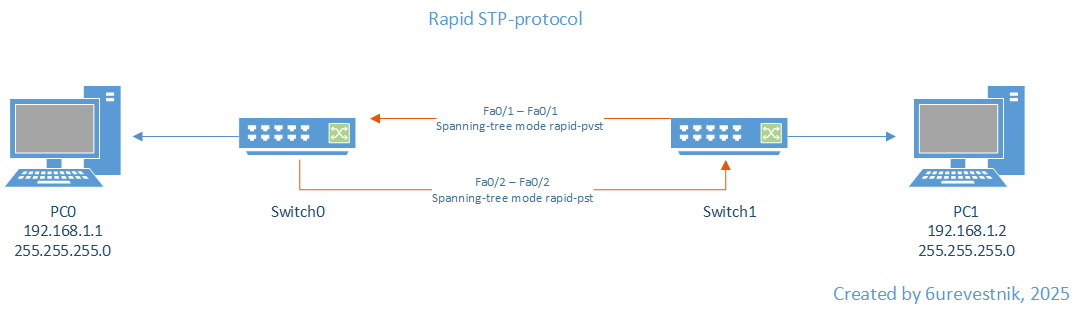 Rapid STP-protocol
Fa0/1 – Fa0/1
Spanning-tree mode rapid-pvst
Fa0/2 – Fa0/2
Spanning-tree mode rapid-pst
PC0
192.168.1.1
255.255.255.0
Switch0
Switch1
PC1
192.168.1.2
255.255.255.0
Created by 6urevestnik, 2025